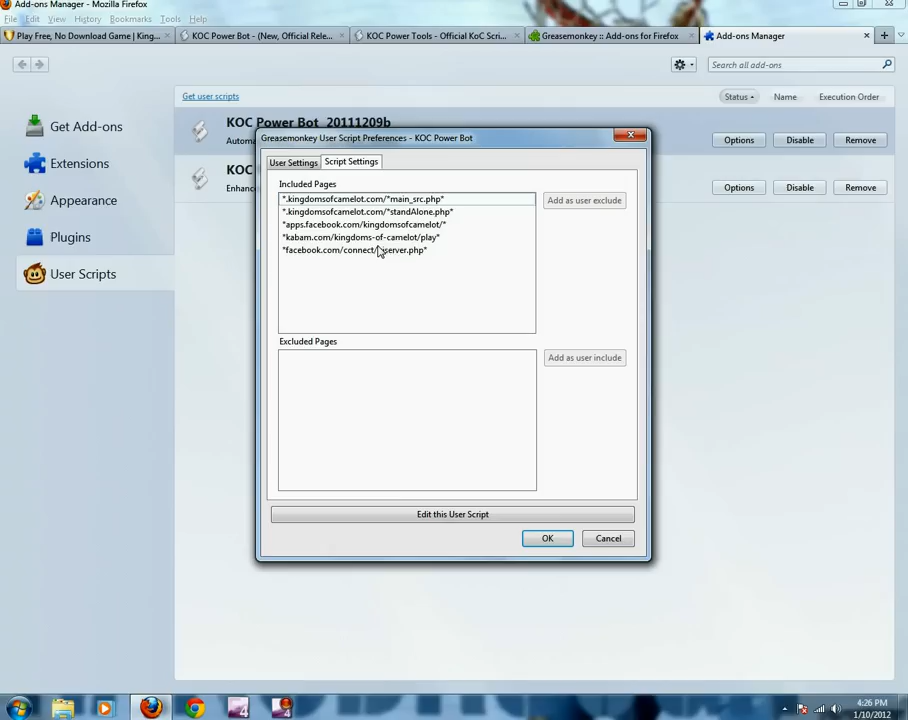 Add-ons Manager - Mozilla Firefox
File Edit View History Bookmarks Tools Help
Play Free, No Download Game | King...
KOC Power Bot - (New, Official Rele...
KOC Power Tools - Official KoC Scri...
Greasemonkey :: Add-ons for Firefox
Add-ons Manager
Search all add-ons
Get user scripts
Status
Name
Execution Order
Get Add-ons
Extensions
Appearance
Plugins
User Scripts
KOC Power Bot 20111209b
Options
Disable
Remove
Options
Disable
Remove
Greasemonkey User Script Preferences - KOC Power Bot
User Settings
Script Settings
Included Pages
*.kingdomsofcamelot.com/*main_src.php*
*.kingdomsofcamelot.com/*standAlone.php*
*apps.facebook.com/kingdomsofcamelot/*
*kabam.com/kingdoms-of-camelot/play*
Add as user exclude
Excluded Pages
Add as user include
Edit this User Script
OK
Cancel
4:26 PM
1/10/2012